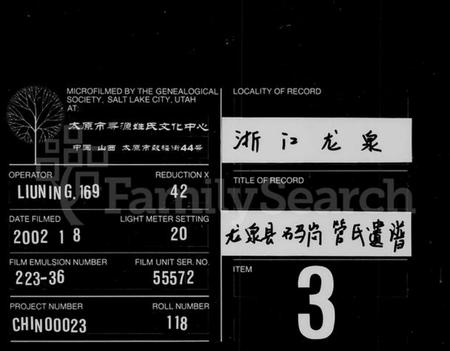 MICROFILMED BY THE GENEALOGICAL
SOCIETY, SALT LAKE CITY, UTAH
AT:
太原市寻源姓氏文化中心
中国 山西 太原市鼓楼街44号
OPERATOR
LIUNING.169
REDUCTION X
42
DATE FILMED
2002 1 8
LIGHT METER SETTING
20
FILM EMULSION NUMBER
223-36
FILM UNIT SER. NO.
55572
PROJECT NUMBER
CHIN00023
ROLL NUMBER
118
LOCALITY OF RECORD
浙江龙泉
TITLE OF RECORD
龙泉县码岗管氏遗谱
ITEM
3
FamilySearch